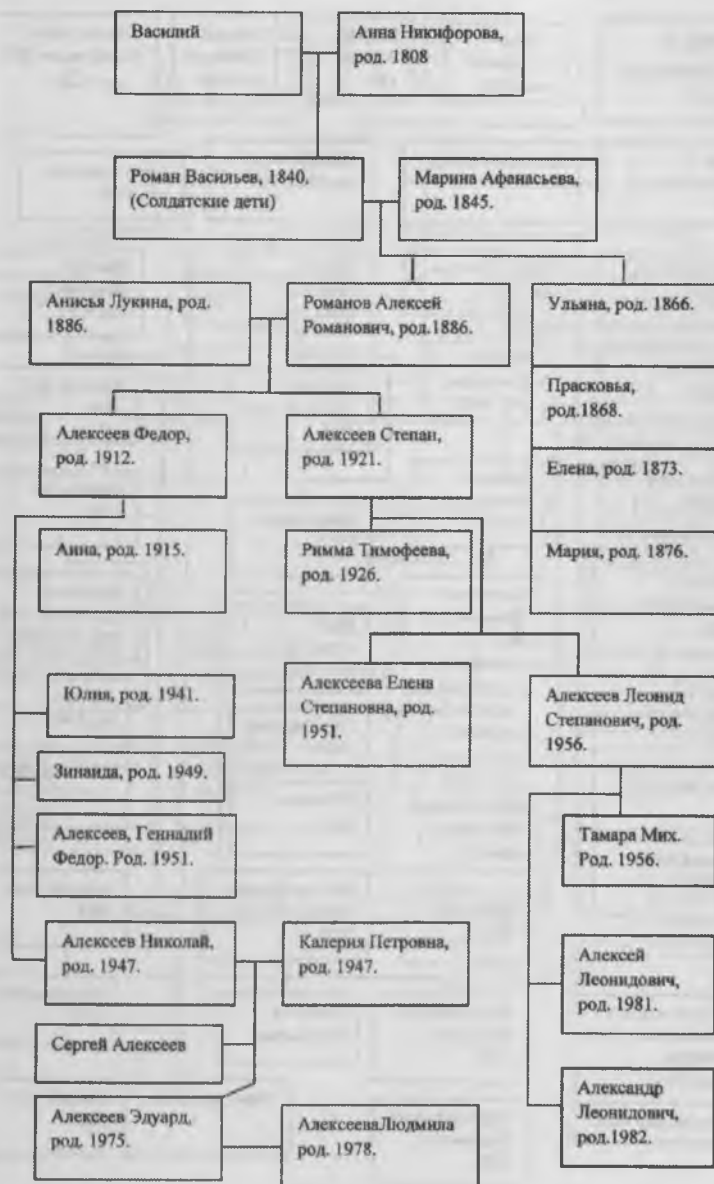 Василий
Анна Никифорова,
род. 1808
Роман Васильев, 1840.
(Солдатские дети)
Марина Афанасьева,
род. 1845.
Анисья Лукина, род.
1886.
Романов Алексей
Романович, род.1886.
Ульяна, род. 1866.
Прасковья,
род.1868.
Елена, род. 1873.
Мария, род. 1876.
Алексеев Федор,
род. 1912.
Алексеев Степан,
род. 1921.
Анна, род. 1915.
Римма Тимофеева,
род. 1926.
Юлия, род. 1941.
Алексеева Елена
Степановна, род.
1951.
Алексеев Леонид
Степанович, род.
1956.
Зинаида, род. 1949.
Алексеев, Геннадий
Федор. Род. 1951.
Тамара Мих.
Род. 1956.
Алексеев Николай,
род. 1947.
Калерия Петровна,
род. 1947.
Алексей
Леонидович,
род. 1981.
Сергей Алексеев
Александр
Леонидович,
род.1982.
Алексеев Эдуард,
род. 1975.
АлексееваЛюдмила
род. 1978.